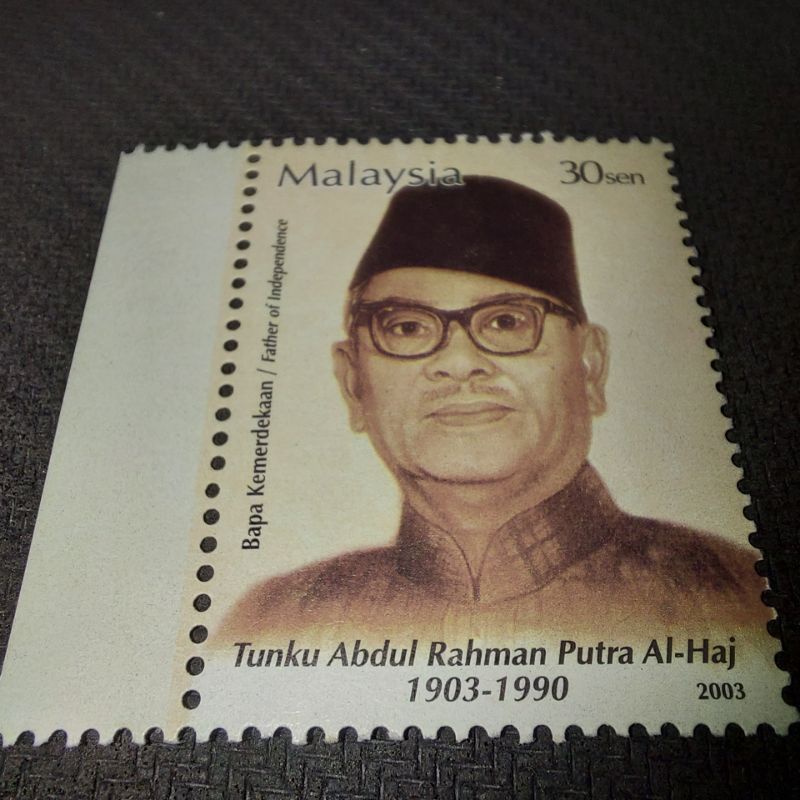 Malaysia
30sen
Bapa Kemerdekaan / Father of Independence
Tunku Abdul Rahman Putra Al-Haj
1903-1990
2003